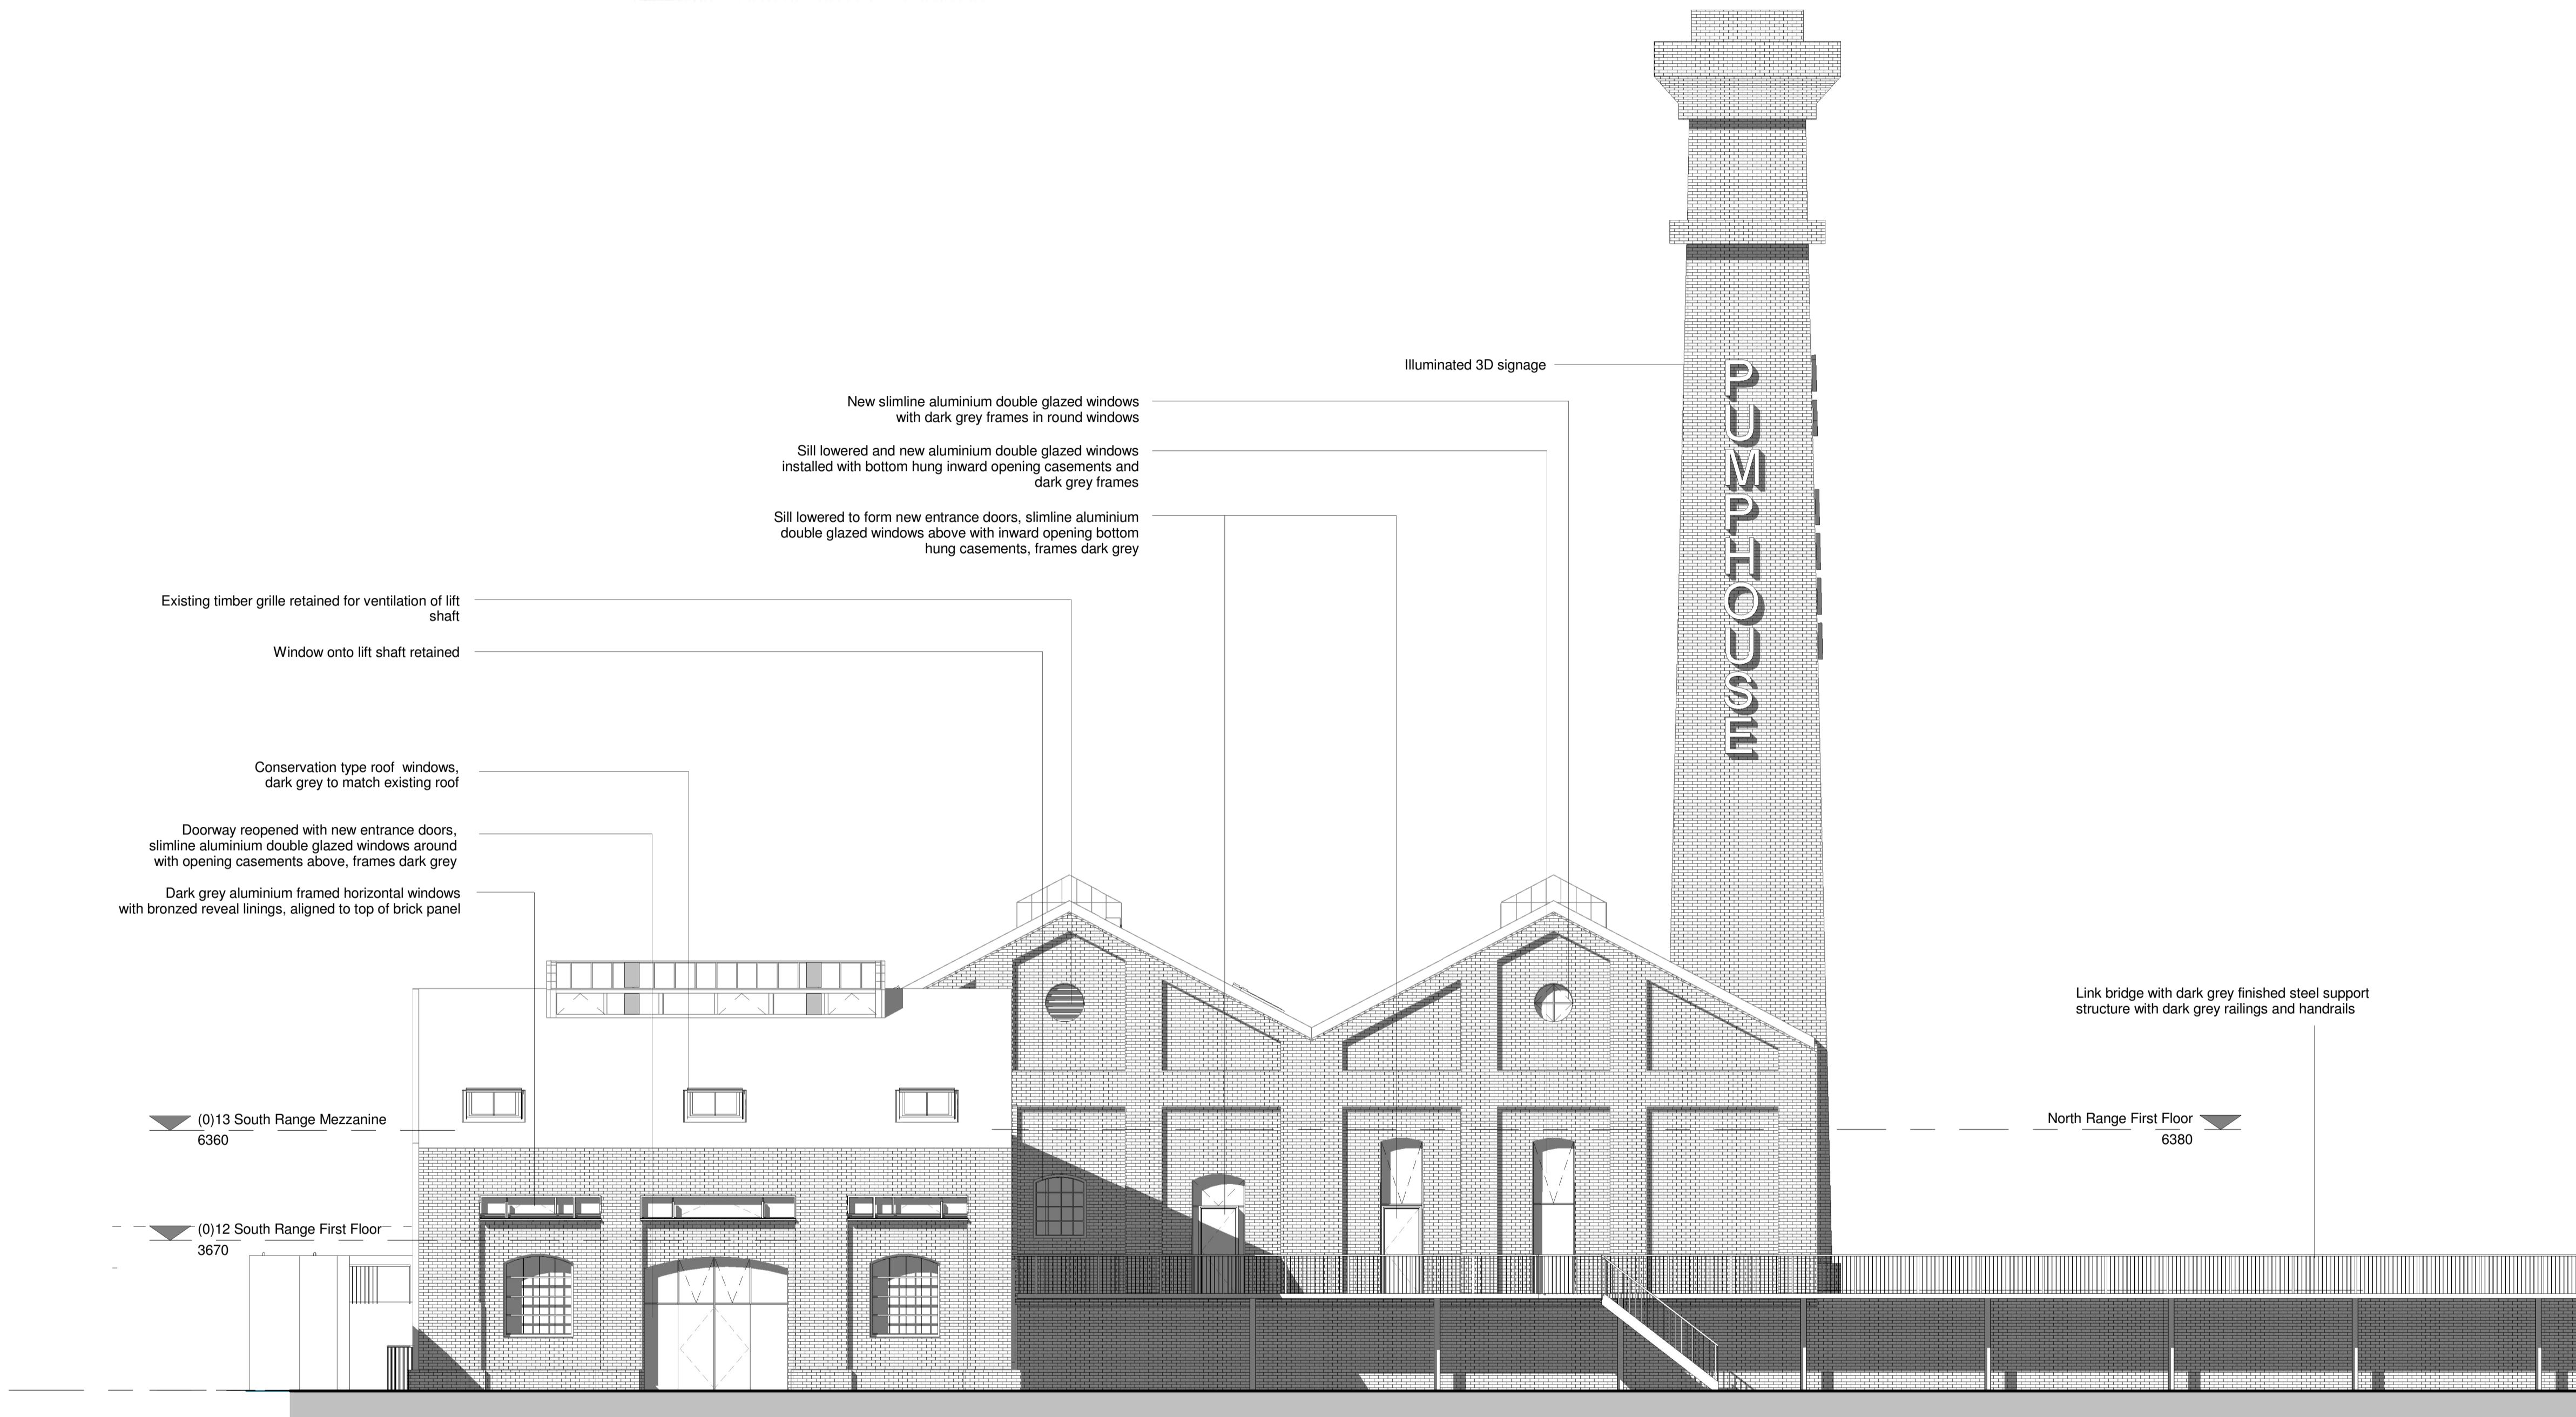 Illuminated 3D signage
New slimline aluminium double glazed windows
with dark grey frames in round windows
Sill lowered and new aluminium double glazed windows
installed with bottom hung inward opening casements and
dark grey frames
Sill lowered to form new entrance doors, slimline aluminium
double glazed windows above with inward opening bottom
hung casements, frames dark grey
Existing timber grille retained for ventilation of lift
shaft
Window onto lift shaft retained
Conservation type roof windows,
dark grey to match existing roof
Doorway reopened with new entrance doors,
slimline aluminium double glazed windows around
with opening casements above, frames dark grey
Dark grey aluminium framed horizontal windows
with bronzed reveal linings, aligned to top of brick panel
PUMPHOUSE
Link bridge with dark grey finished steel support
structure with dark grey railings and handrails
(0)13 South Range Mezzanine
6360
North Range First Floor
6380
(0)12 South Range First Floor
3670